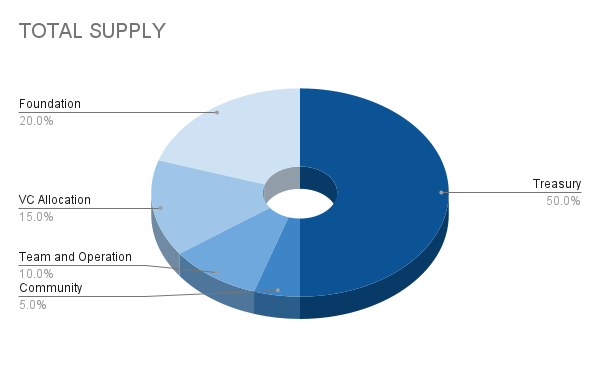 TOTAL SUPPLY
Foundation
20.0%
VC Allocation
15.0%
Team and Operation
10.0%
Community
5.0%
Treasury
50.0%